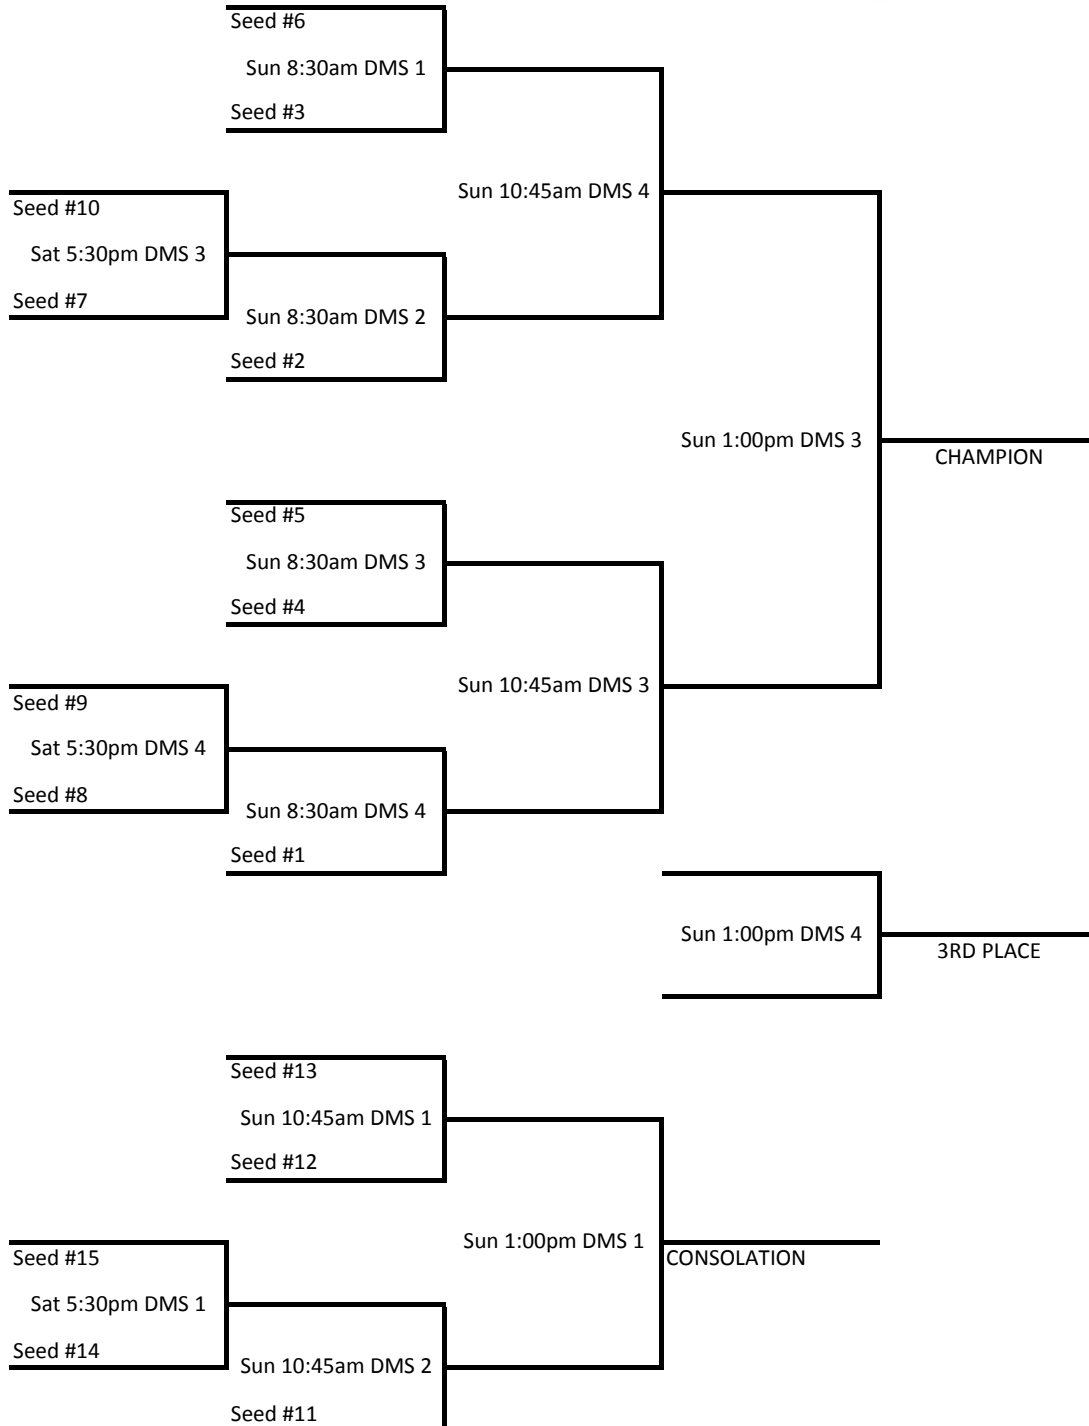 Seed #6
Sun 8:30am DMS 1
Seed #3
Sun 10:45am DMS 4
Seed #10
Sat 5:30pm DMS 3
Seed #7
Sun 8:30am DMS 2
Seed #2
Sun 1:00pm DMS 3
CHAMPION
Seed #5
Sun 8:30am DMS 3
Seed #4
Sun 10:45am DMS 3
Seed #9
Sat 5:30pm DMS 4
Seed #8
Sun 8:30am DMS 4
Seed #1
Sun 1:00pm DMS 4
3RD PLACE
Seed #13
Sun 10:45am DMS 1
Seed #12
Sun 1:00pm DMS 1
CONSOLATION
Seed #15
Sat 5:30pm DMS 1
Seed #14
Sun 10:45am DMS 2
Seed #11